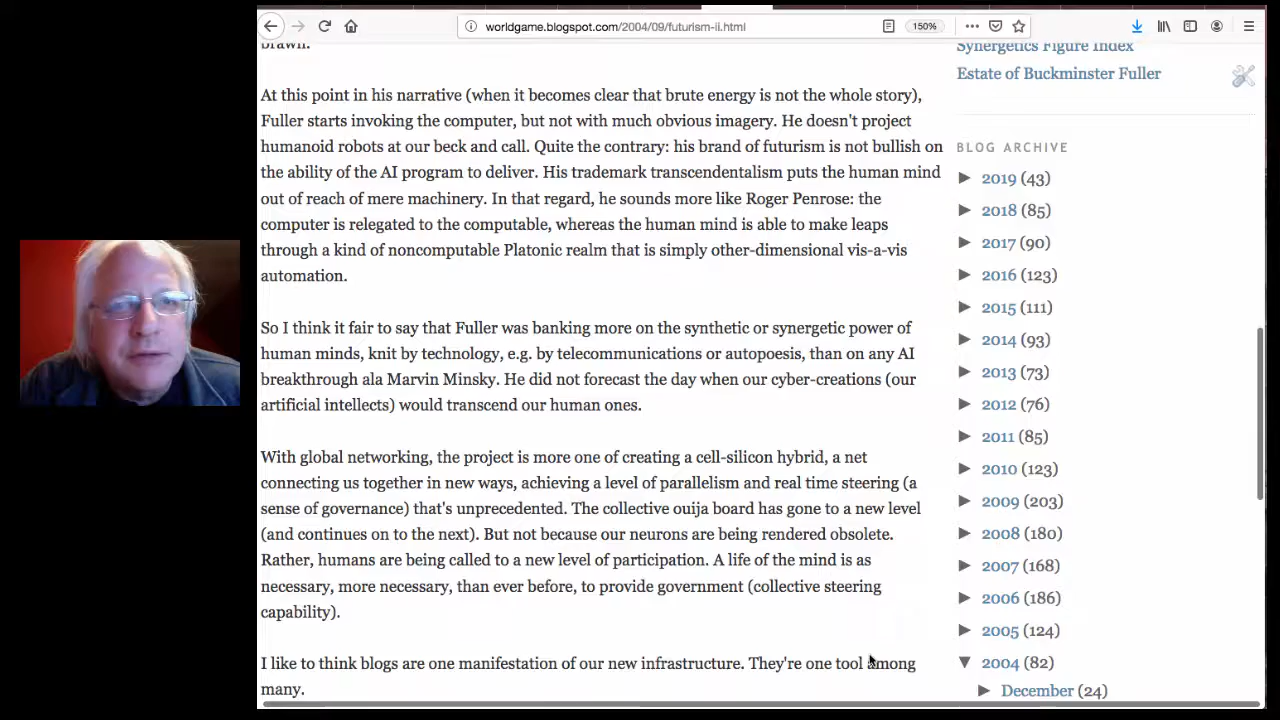 worldgame.blogspot.com/2004/09/futurism-ii.html
150%
brawn.
At this point in his narrative (when it becomes clear that brute energy is not the whole story),
Fuller starts invoking the computer, but not with much obvious imagery. He doesn't project
humanoid robots at our beck and call. Quite the contrary: his brand of futurism is not bullish on
the ability of the AI program to deliver. His trademark transcendentalism puts the human mind
out of reach of mere machinery. In that regard, he sounds more like Roger Penrose: the
computer is relegated to the computable, whereas the human mind is able to make leaps
through a kind of noncomputable Platonic realm that is simply other-dimensional vis-a-vis
automation.
So I think it fair to say that Fuller was banking more on the synthetic or synergetic power of
human minds, knit by technology, e.g. by telecommunications or autopoesis, than on any AI
breakthrough ala Marvin Minsky. He did not forecast the day when our cyber-creations (our
artificial intellects) would transcend our human ones.
With global networking, the project is more one of creating a cell-silicon hybrid, a net
connecting us together in new ways, achieving a level of parallelism and real time steering (a
sense of governance) that's unprecedented. The collective ouija board has gone to a new level
(and continues on to the next). But not because our neurons are being rendered obsolete.
Rather, humans are being called to a new level of participation. A life of the mind is as
necessary, more necessary, than ever before, to provide government (collective steering
capability).
I like to think blogs are one manifestation of our new infrastructure. They're one tool among
many.
Synergetics Figure Index
Estate of Buckminster Fuller
BLOG ARCHIVE
► 2019 (43)
► 2018 (85)
► 2017 (90)
► 2016 (123)
► 2015 (111)
► 2014 (93)
► 2013 (73)
► 2012 (76)
► 2011 (85)
► 2010 (123)
► 2009 (203)
► 2008 (180)
► 2007 (168)
► 2006 (186)
► 2005 (124)
▼ 2004 (82)
► December (24)